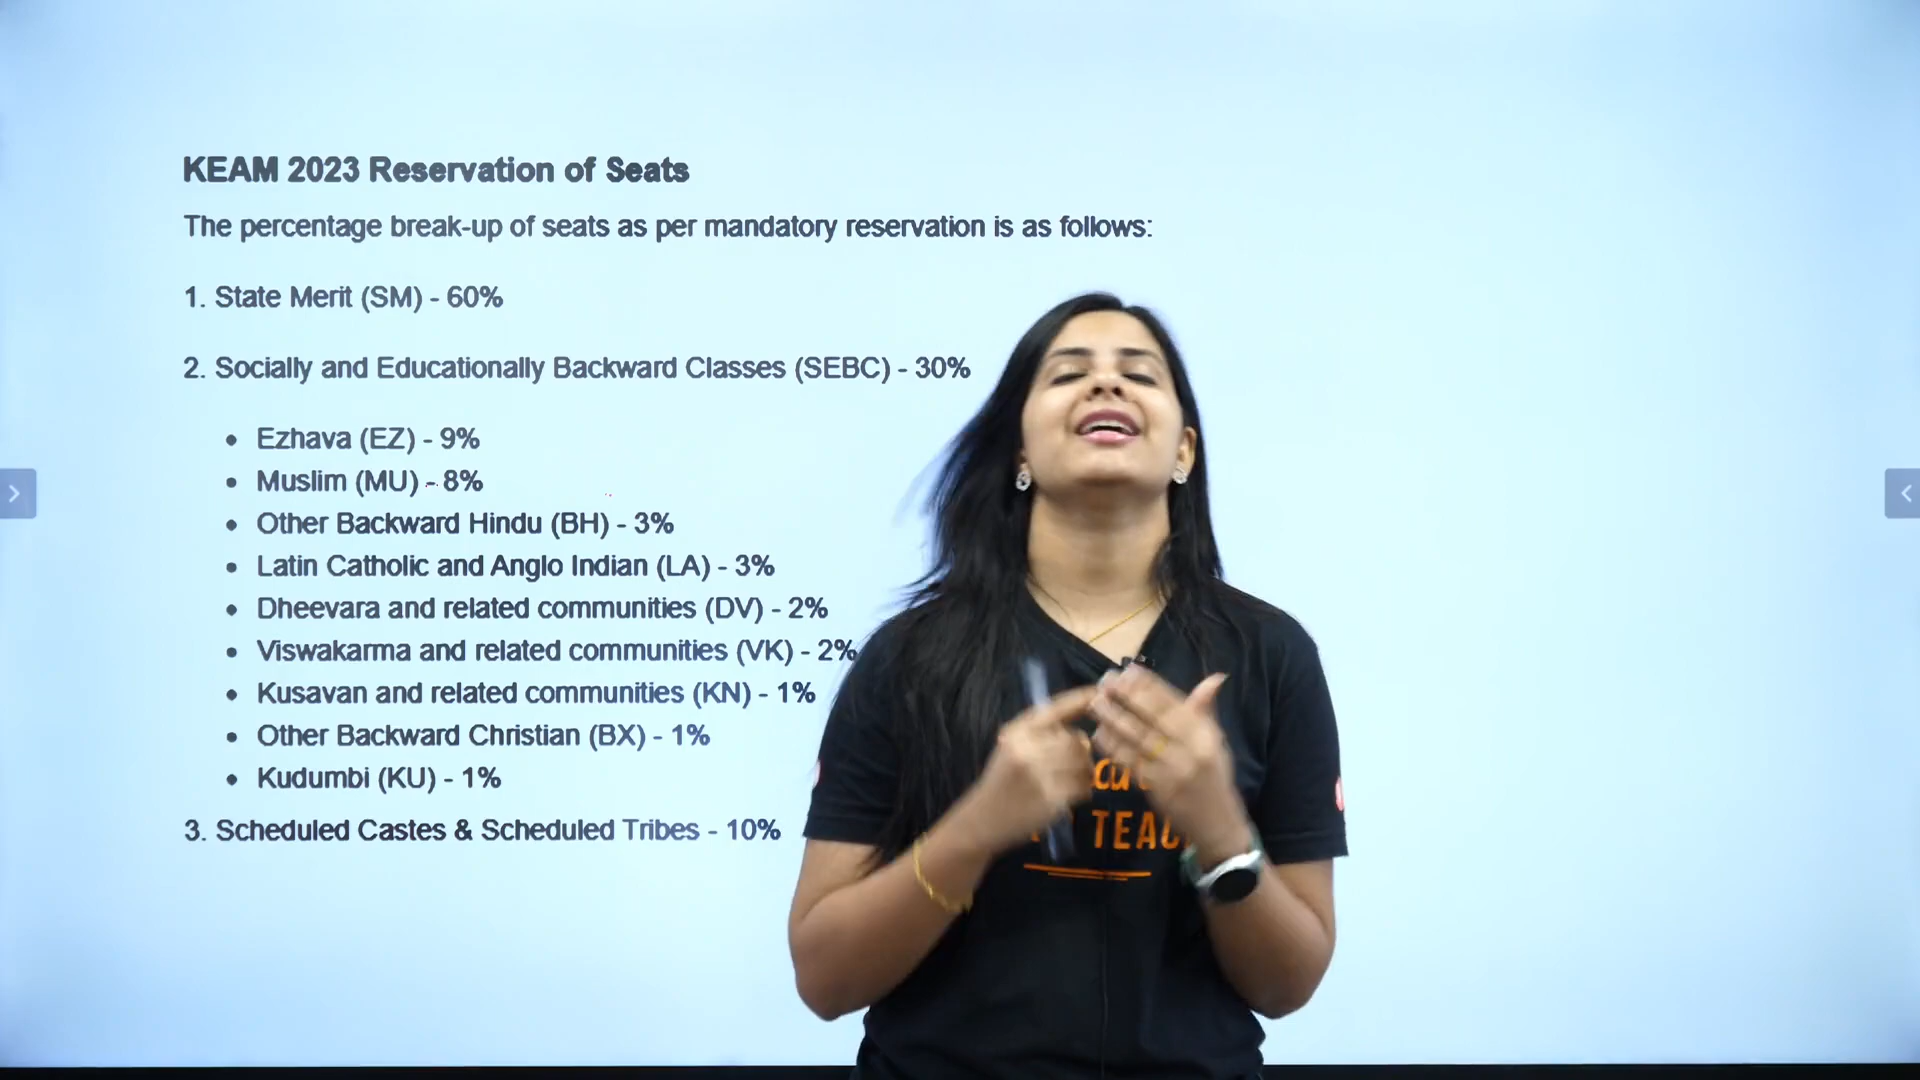 KEAM 2023 Reservation of Seats
The percentage break-up of seats as per mandatory reservation is as follows:
1. State Merit (SM) - 60%
2. Socially and Educationally Backward Classes (SEBC) - 30%
• Ezhava (EZ) - 9%
• Muslim (MU) - 8%
• Other Backward Hindu (BH) - 3%
• Latin Catholic and Anglo Indian (LA) - 3%
• Dheevara and related communities (DV) - 2%
• Viswakarma and related communities (VK) - 2%
• Kusavan and related communities (KN) - 1%
• Other Backward Christian (BX) - 1%
• Kudumbi (KU) - 1%
3. Scheduled Castes & Scheduled Tribes - 10%